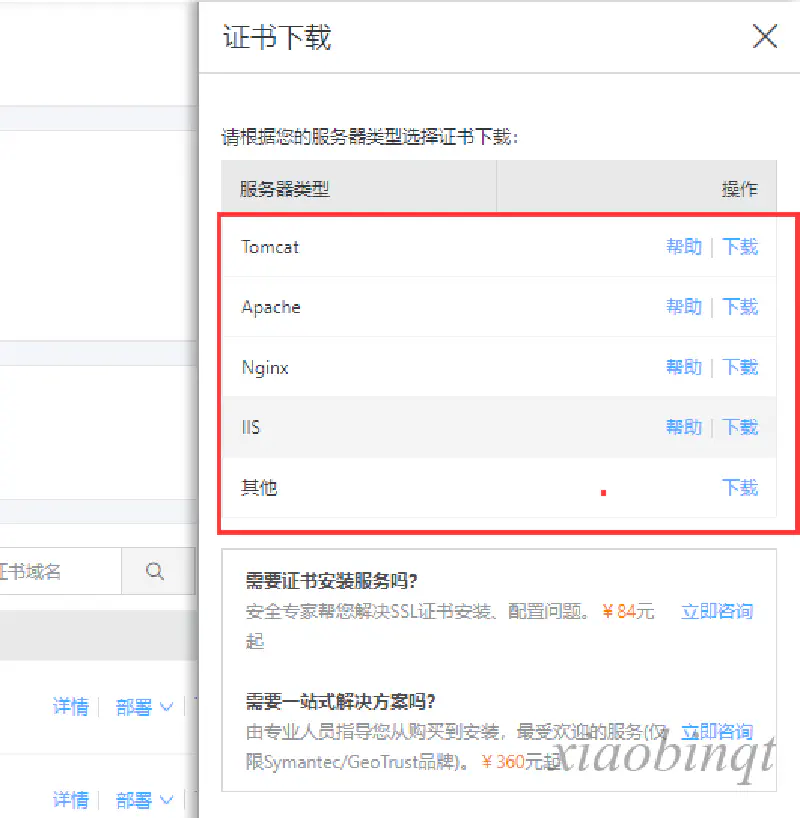 证书下载
请根据您的服务器类型选择证书下载：
服务器类型 操作
Tomcat 帮助 | 下载
Apache 帮助 | 下载
Nginx 帮助 | 下载
IIS 帮助 | 下载
其他 下载
证书域名
需要证书安装服务吗?
安全专家帮您解决SSL证书安装、配置问题。￥84元 立即咨询
起
详情 | 部署
需要一站式解决方案吗?
由专业人员指导您从购买到安装，最受欢迎的服务(仅 立即咨询
限Symantec/GeoTrust品牌)。￥360元起
xiaobinqt
详情 | 部署